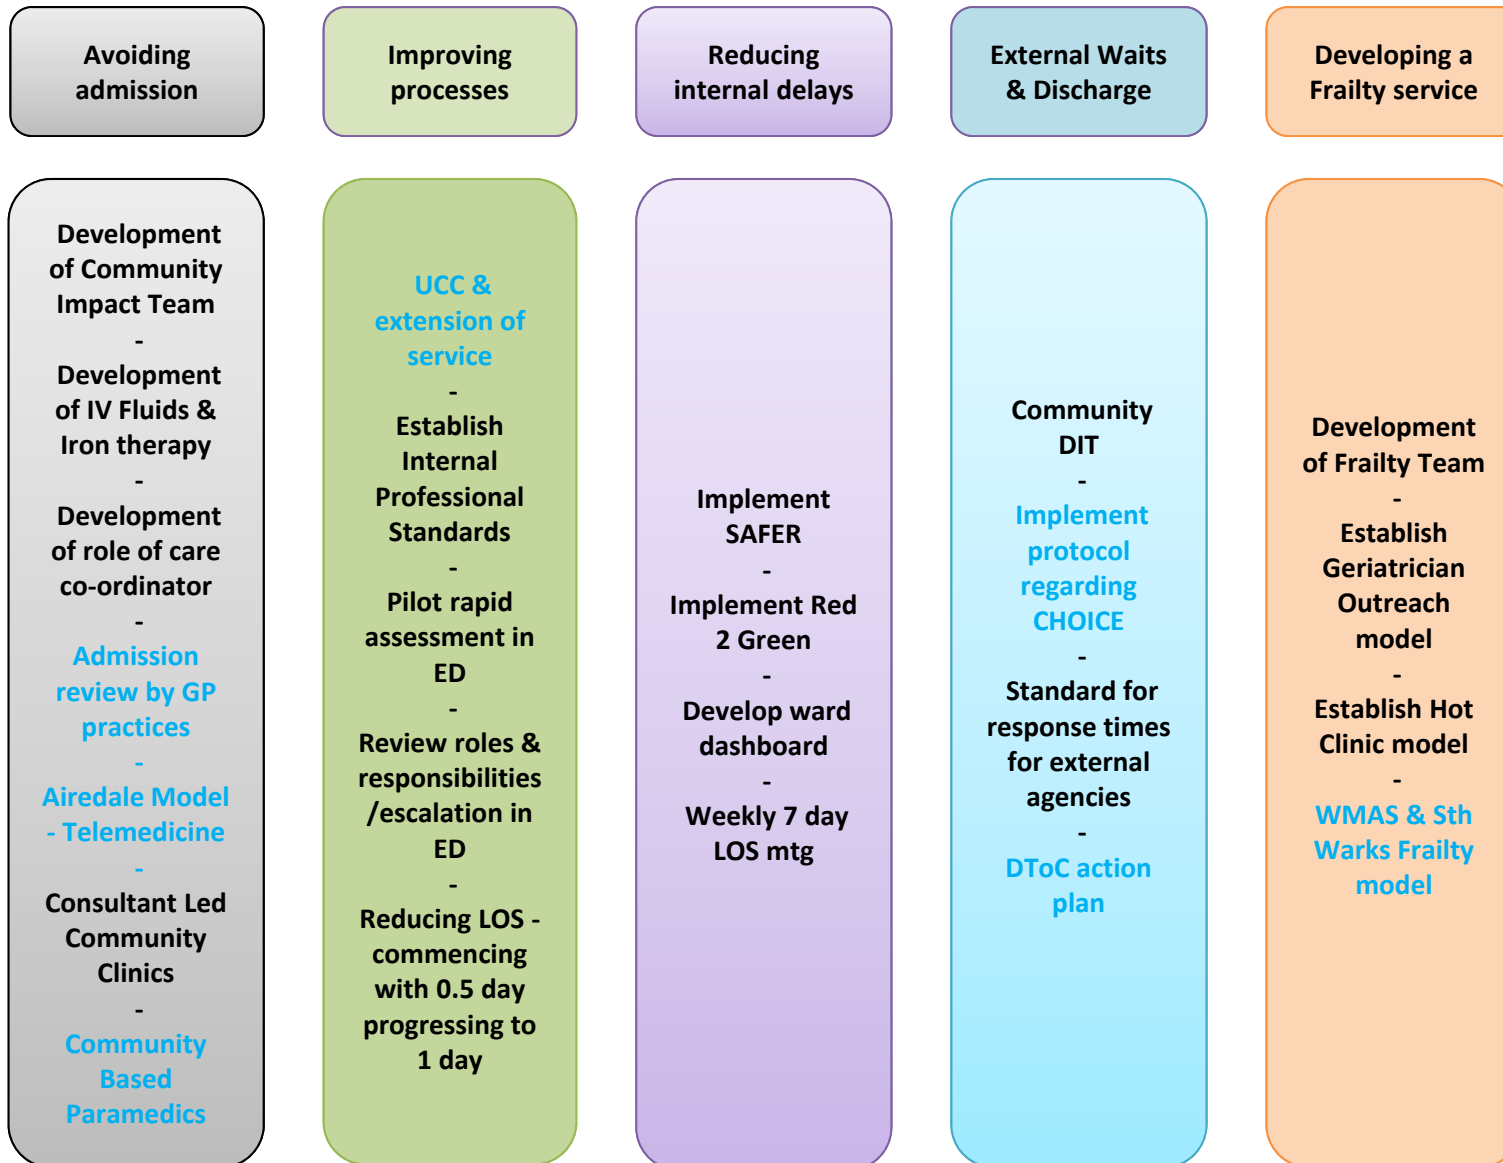 Avoiding
admission
Improving
processes
Reducing
internal delays
External Waits
& Discharge
Developing a
Frailty service
Development
of Community
Impact Team
-
Development
of IV Fluids &
Iron therapy
-
Development
of role of care
co-ordinator
-
Admission
review by GP
practices
-
Airedale Model
- Telemedicine
-
Consultant Led
Community
Clinics
-
Community
Based
Paramedics
UCC &
extension of
service
-
Establish
Internal
Professional
Standards
-
Pilot rapid
assessment in
ED
-
Review roles &
responsibilities
/escalation in
ED
-
Reducing LOS -
commencing
with 0.5 day
progressing to
1 day
Implement
SAFER
-
Implement Red
2 Green
-
Develop ward
dashboard
-
Weekly 7 day
LOS mtg
Community
DIT
-
Implement
protocol
regarding
CHOICE
-
Standard for
response times
for external
agencies
-
DToC action
plan
Development
of Frailty Team
-
Establish
Geriatrician
Outreach
model
-
Establish Hot
Clinic model
-
WMAS & Sth
Warks Frailty
model